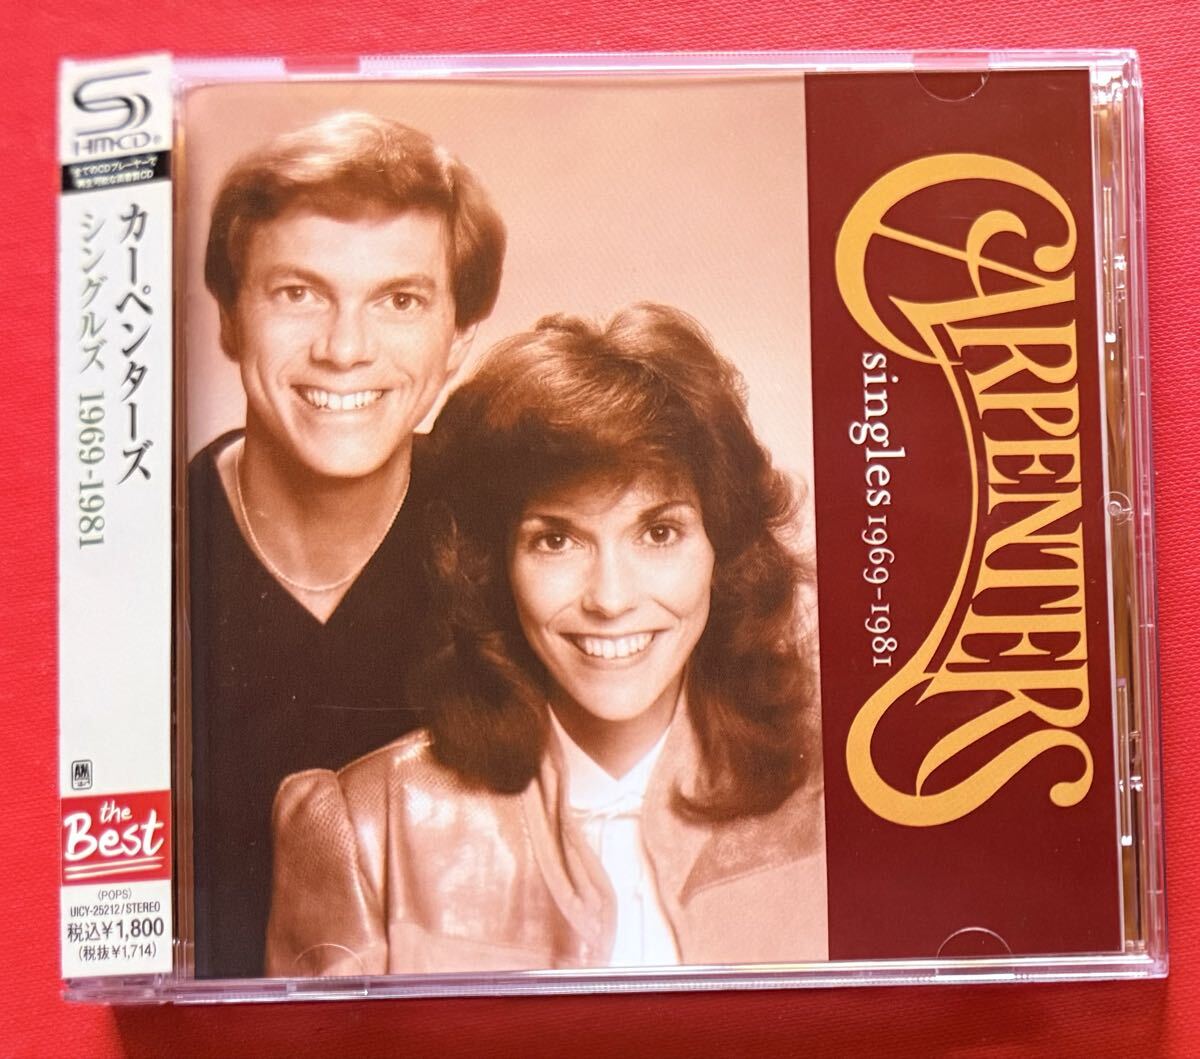 SHM-CD®
全てのCDプレーヤーで
再生可能な高音質CD
カーペンターズ
シングルズ 1969-1981
A&M
the
Best
(POPS)
UICY-25212/STEREO
税込¥1,800
(税抜¥1,714)
CARPENTERS
singles 1969-1981